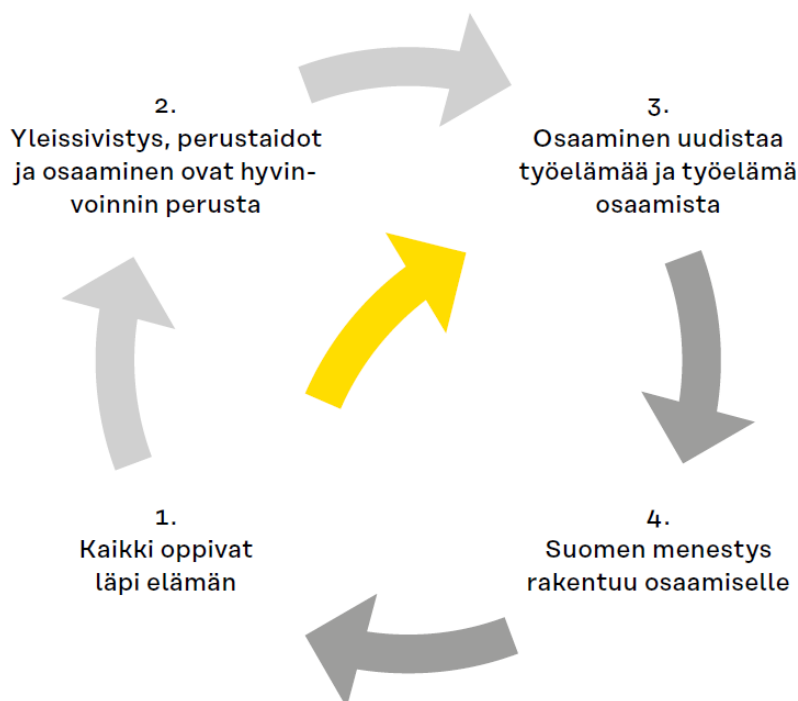 2.
Yleissivistys, perustaidot
ja osaaminen ovat hyvin-
voinnin perusta
3.
Osaaminen uudistaa
työelämää ja työelämä
osaamista
1.
Kaikki oppivat
läpi elämän
4.
Suomen menestys
rakentuu osaamiselle